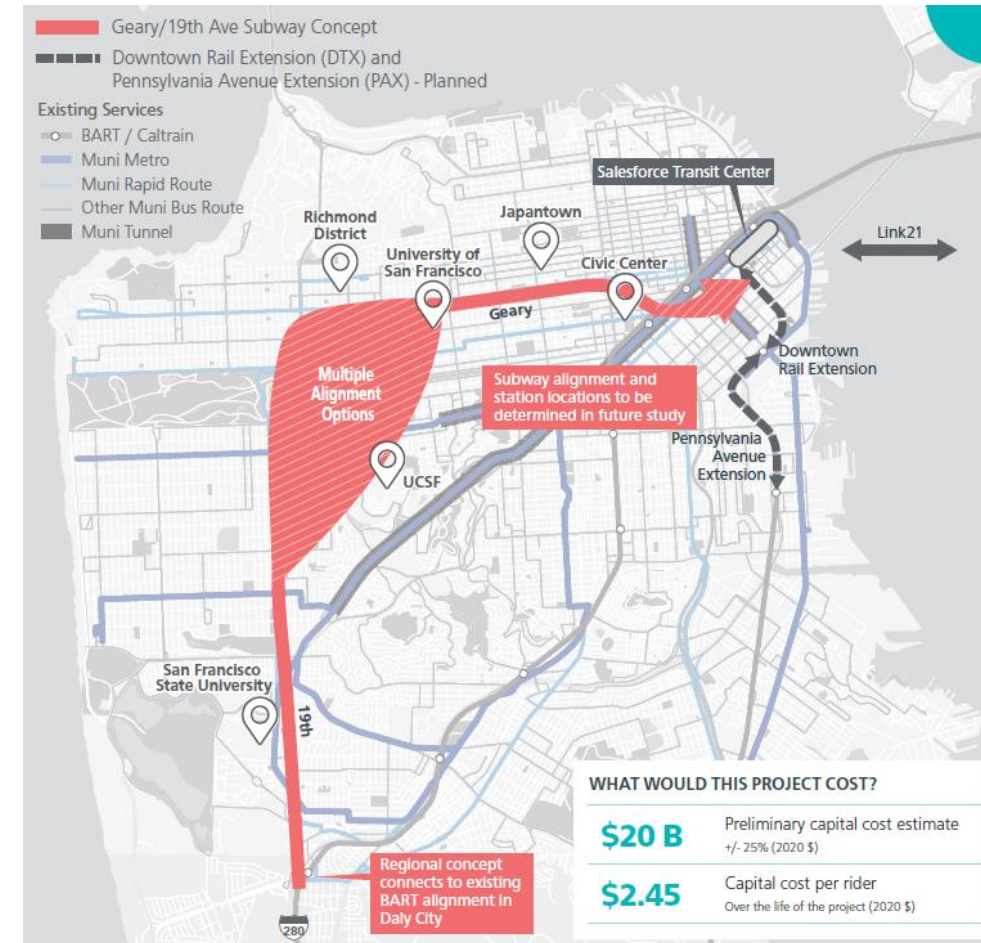 Geary/19th Ave Subway Concept
Downtown Rail Extension (DTX) and
Pennsylvania Avenue Extension (PAX) - Planned
Existing Services
BART / Caltrain
Muni Metro
Muni Rapid Route
Other Muni Bus Route
Muni Tunnel
Salesforce Transit Center
Richmond
District
Japantown
University of
San Francisco
Civic Center
Link21
Geary
Downtown
Rail Extension
Multiple
Alignment
Options
Subway alignment and
station locations to be
determined in future study
Pennsylvania
Avenue
Extension
UCSF
San Francisco
State University
19th
WHAT WOULD THIS PROJECT COST?
$20 B
Preliminary capital cost estimate
+/- 25% (2020 $)
$2.45
Capital cost per rider
Over the life of the project (2020 $)
Regional concept
connects to existing
BART alignment in
Daly City
280